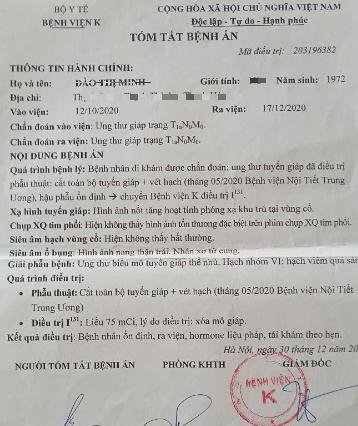 BỘ Y TẾ
BỆNH VIỆN K
CỘNG HÒA XÃ HỘI CHỦ NGHĨA VIỆT NAM
Độc lập - Tự do - Hạnh phúc
TÓM TẮT BỆNH ÁN
Mã điều trị: 203196382
THÔNG TIN HÀNH CHÍNH:
Họ và tên: ĐÀO THỊ MINH Giới tính: Năm sinh: 1972
Địa chỉ:
Vào viện: 12/10/2020 Ra viện: 17/12/2020
Chẩn đoán vào viện: Ung thư giáp trạng
Chẩn đoán ra viện: Ung thư giáp trạng
NỘI DUNG BỆNH ÁN
Quá trình bệnh lý: Bệnh nhân đi khám được chẩn đoán: ung thư tuyến giáp đã điều trị
phẫu thuật: cắt toàn bộ tuyến giáp + vét hạch (tháng 05/2020 Bệnh viện Nội Tiết Trung
Ương), hậu phẫu ổn định → chuyển Bệnh viện K điều trị I¹³¹.
Xạ hình tuyến giáp: Hình ảnh nốt tăng hoạt tính phóng xạ khu trú tại vùng cổ.
Chụp XQ tim phổi: Hiện không thấy hình ảnh tổn thương đặc biệt trên phim chụp XQ tim phổi.
Siêu âm hạch vùng cổ: Hiện không thấy bất thường.
Siêu âm ổ bụng: Hình ảnh nang thận trái. Nhân xơ tử cung.
Giải phẫu bệnh: Ung thư biểu mô tuyến giáp thể nhú. Hạch nhóm VI: hạch viêm quá sản
Quá trình điều trị:
• Phẫu thuật: Cắt toàn bộ tuyến giáp + vét hạch (tháng 05/2020 Bệnh viện Nội Tiết
Trung Ương)
• Điều trị I¹³¹: Liều 75 mCi, lý do điều trị: xóa mô giáp.
Kết quả điều trị: Bệnh nhân ổn định, ra viện, hormone liệu pháp, tái khám theo hẹn.
Hà Nội, ngày 30 tháng 12 năm 20
NGƯỜI TÓM TẮT BỆNH ÁN PHÒNG KHTH GIÁM ĐỐC
BỆNH VIỆN
K